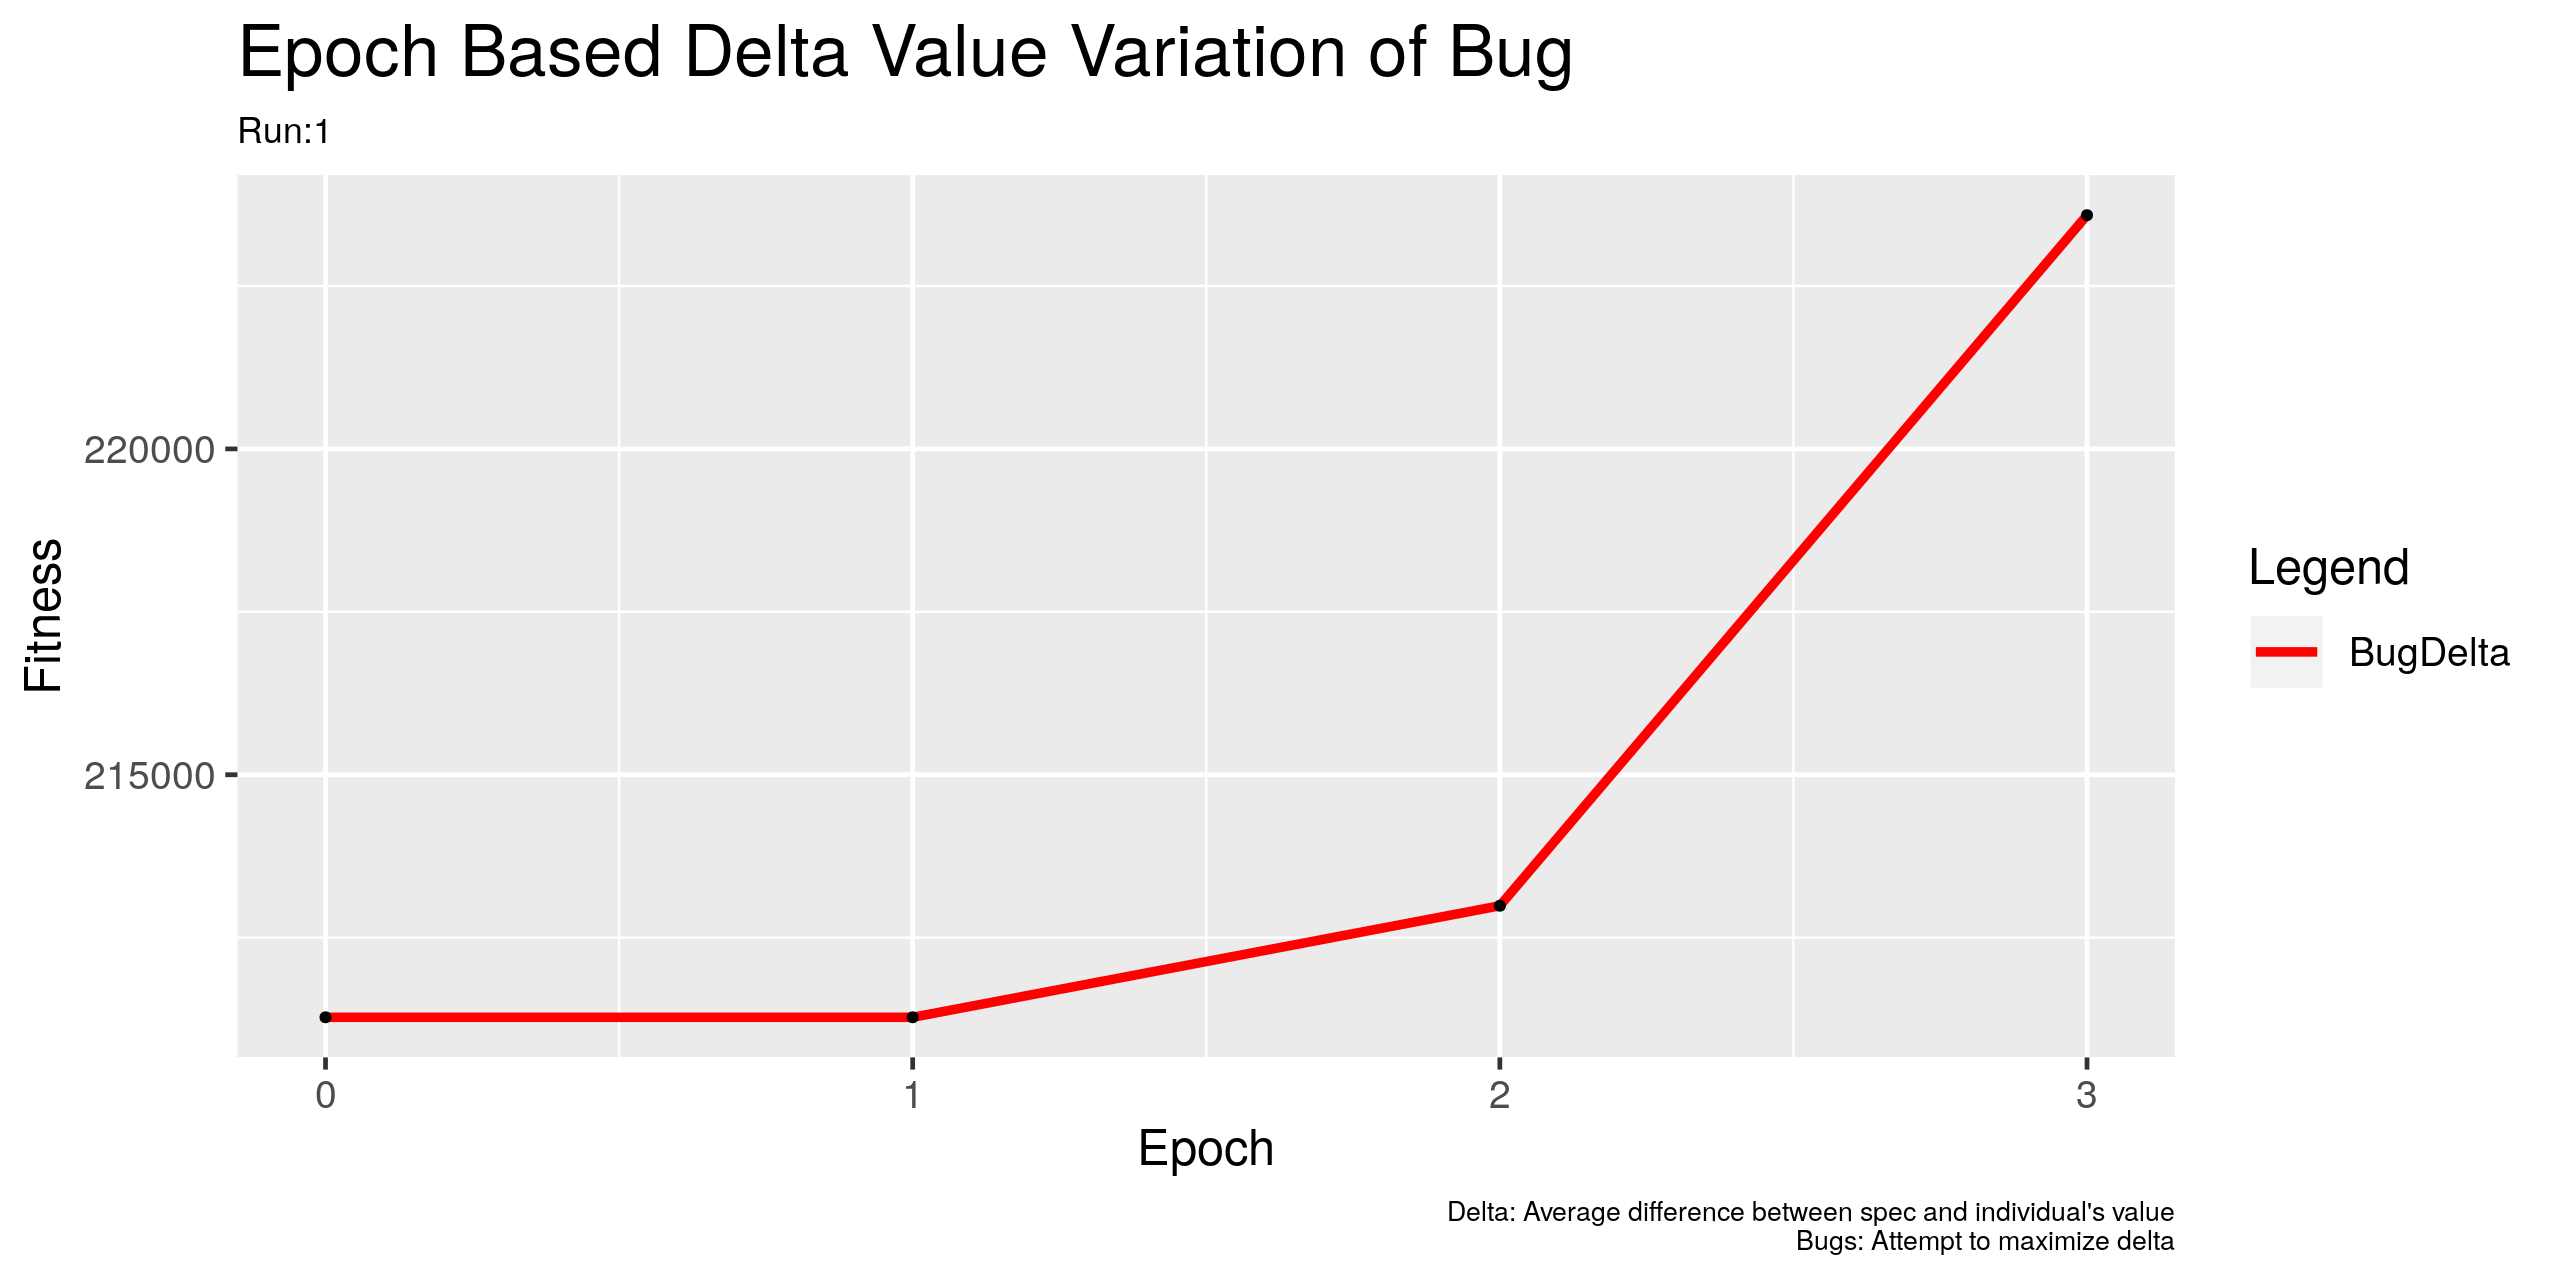 Epoch Based Delta Value Variation of Bug
Run:1
Fitness
220000
215000
0 1 2 3
Epoch
Legend
BugDelta
Delta: Average difference between spec and individual's value
Bugs: Attempt to maximize delta